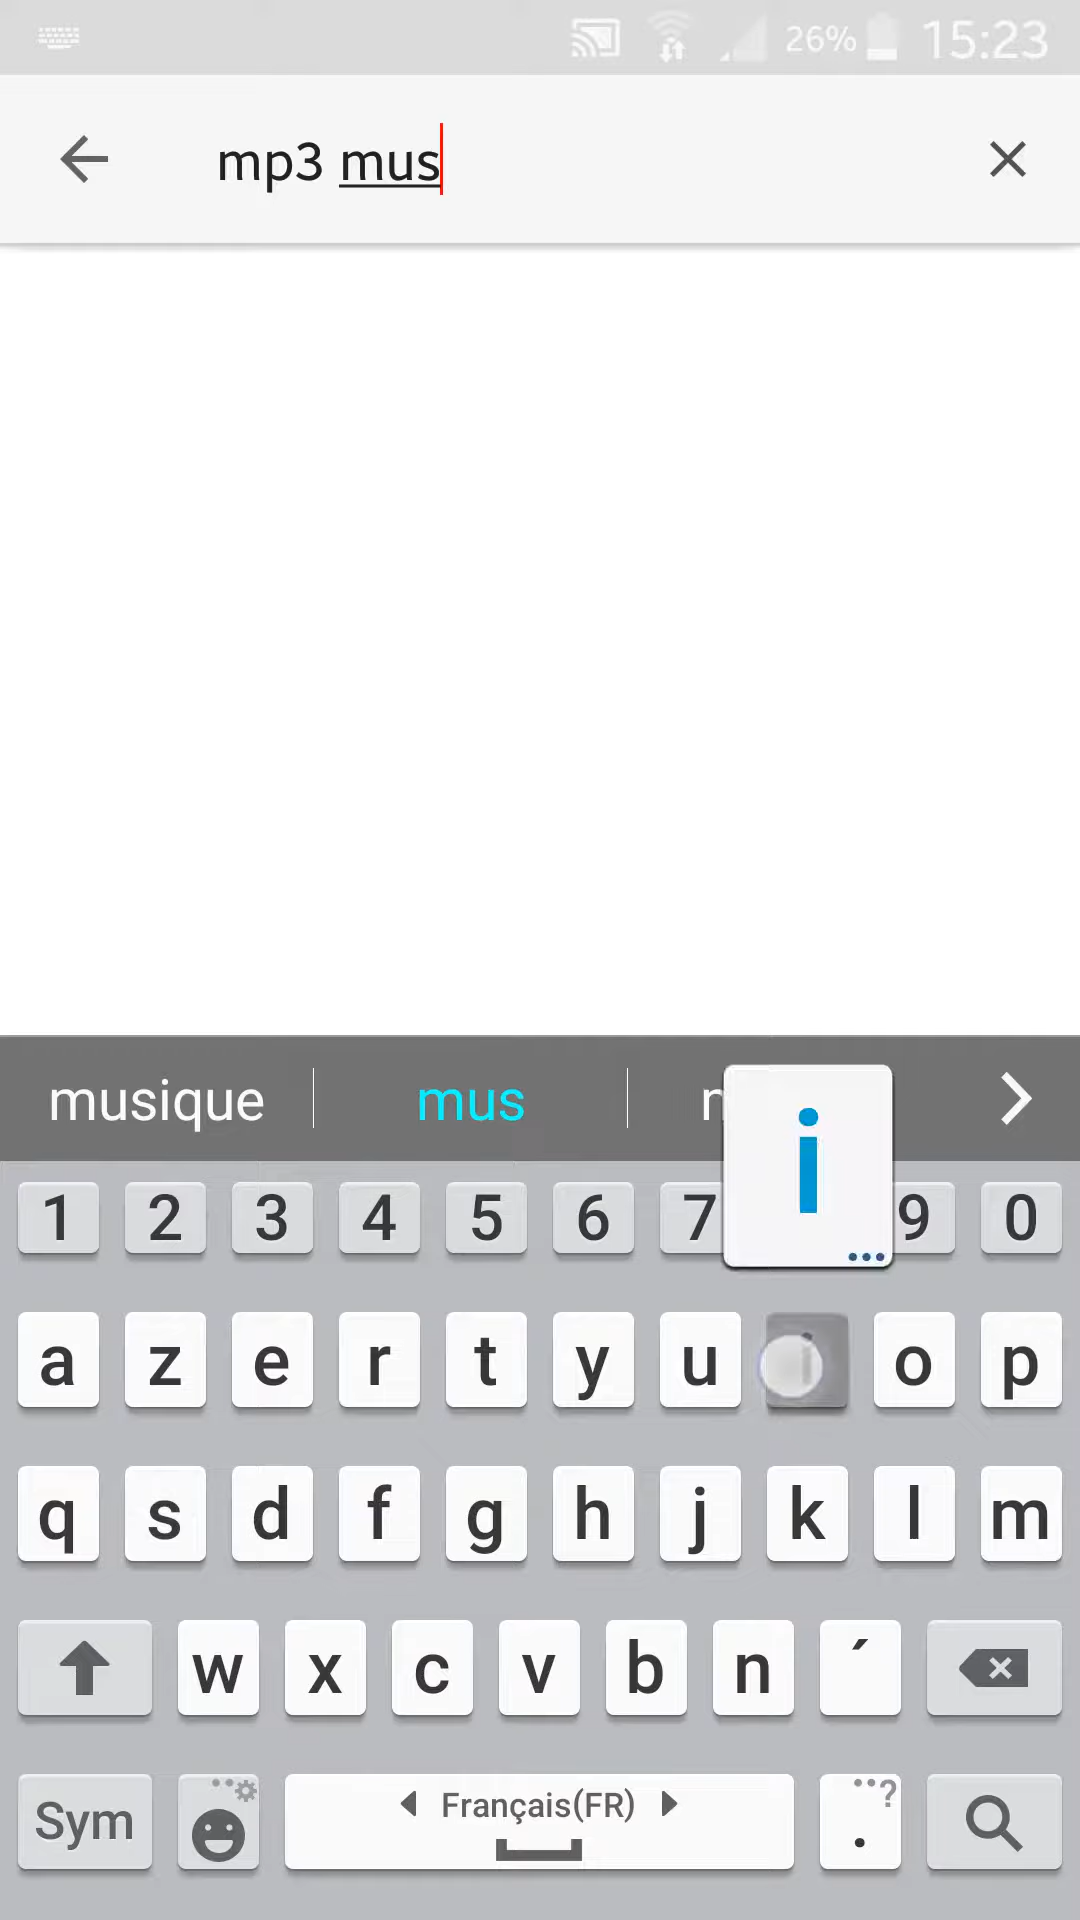 26% 15:23
mp3 mus
musique mus
i
1 2 3 4 5 6 7 9 0
a z e r t y u o p
q s d f g h j k l m
w x c v b n ´
Sym Français(FR) ? .